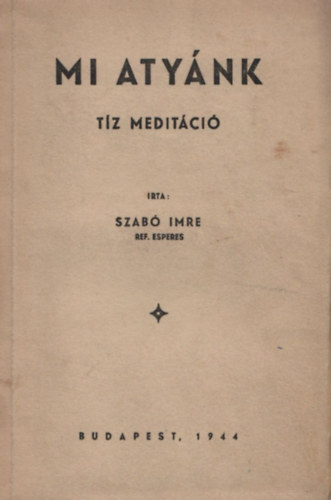 MI ATYÁNK
TÍZ MEDITÁCIÓ
IRTA:
SZABÓ IMRE
REF. ESPERES
BUDAPEST, 1944